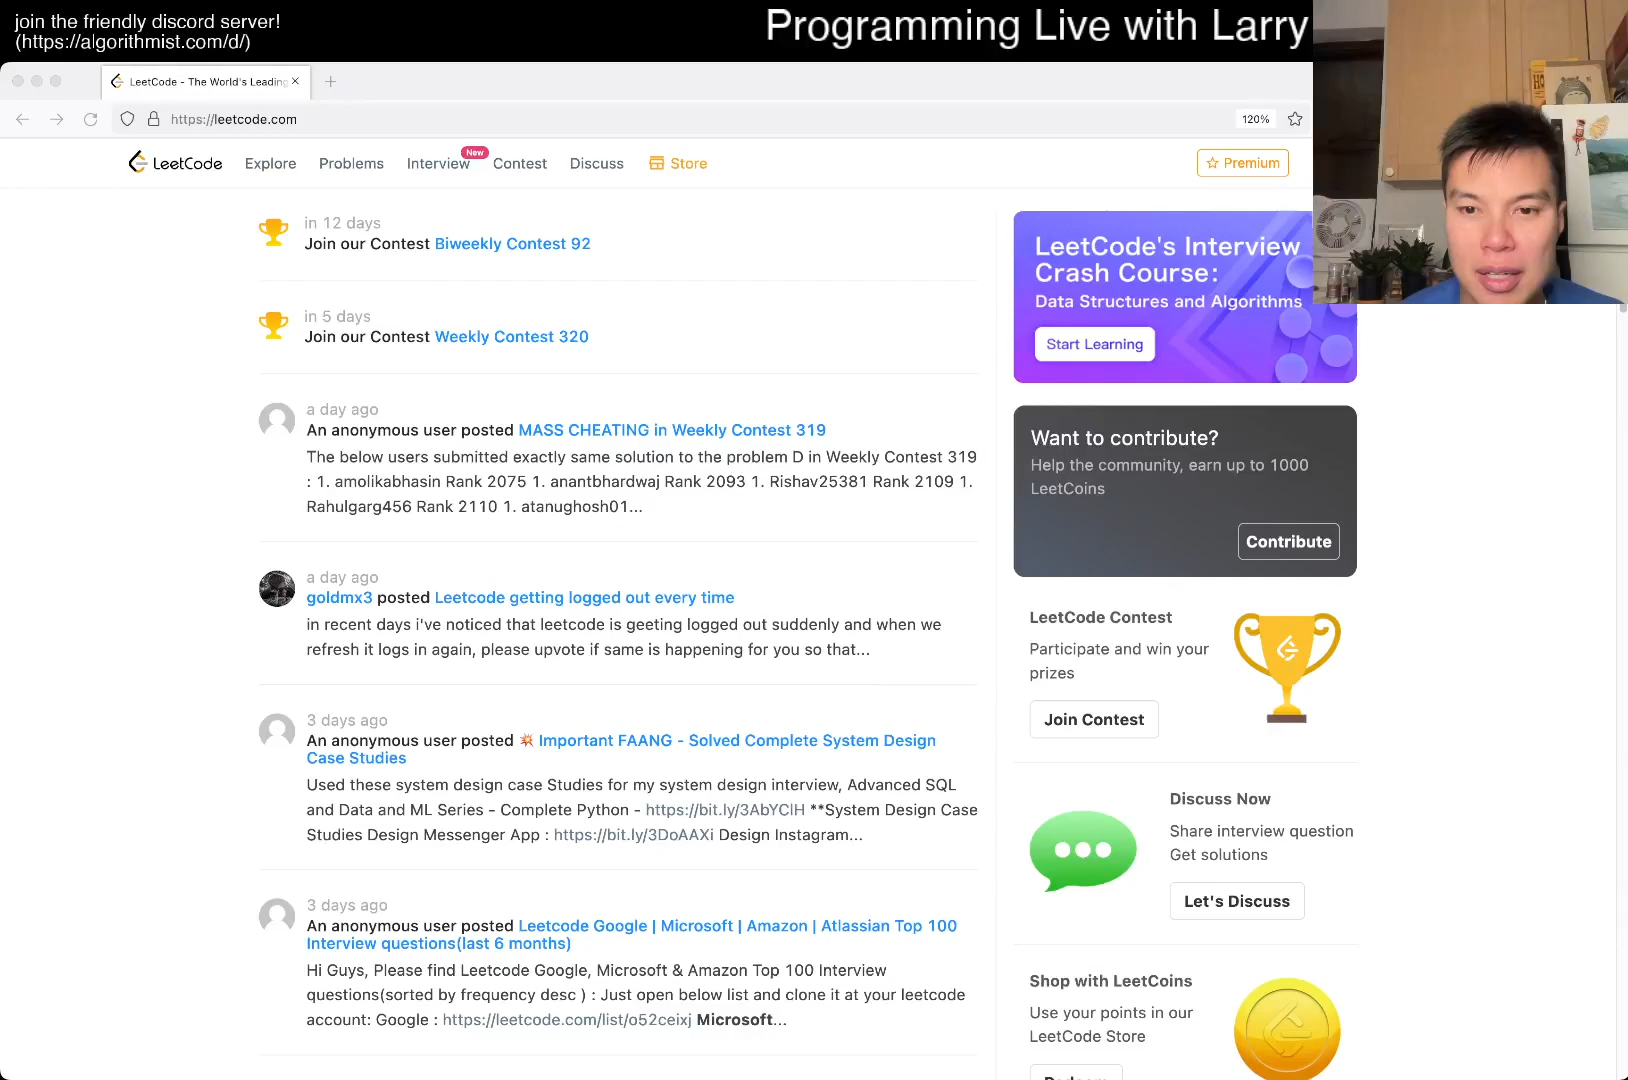 join the friendly discord server!
(https://algorithmist.com/d/)
Programming Live with Larry
LeetCode - The World's Leading
120%
https://leetcode.com
LeetCode
Explore
Problems
Interview
New
Contest
Discuss
Store
Premium
in 12 days
Join our Contest Biweekly Contest 92
in 5 days
Join our Contest Weekly Contest 320
a day ago
An anonymous user posted MASS CHEATING in Weekly Contest 319
The below users submitted exactly same solution to the problem D in Weekly Contest 319
: 1. amolikabhasin Rank 2075 1. anantbhardwaj Rank 2093 1. Rishav25381 Rank 2109 1.
Rahulgarg456 Rank 2110 1. atanughosh01...
a day ago
goldmx3 posted Leetcode getting logged out every time
in recent days i've noticed that leetcode is geeting logged out suddenly and when we
refresh it logs in again, please upvote if same is happening for you so that...
3 days ago
An anonymous user posted 💥 Important FAANG - Solved Complete System Design
Case Studies
Used these system design case Studies for my system design interview, Advanced SQL
and Data and ML Series - Complete Python - https://bit.ly/3AbYClH **System Design Case
Studies Design Messenger App : https://bit.ly/3DoAAXi Design Instagram...
3 days ago
An anonymous user posted Leetcode Google | Microsoft | Amazon | Atlassian Top 100
Interview questions(last 6 months)
Hi Guys, Please find Leetcode Google, Microsoft & Amazon Top 100 Interview
questions(sorted by frequency desc ) : Just open below list and clone it at your leetcode
account: Google : https://leetcode.com/list/o52ceixj Microsoft...
LeetCode's Interview
Crash Course:
Data Structures and Algorithms
Start Learning
Want to contribute?
Help the community, earn up to 1000
LeetCoins
Contribute
LeetCode Contest
Participate and win your
prizes
Join Contest
Discuss Now
Share interview question
Get solutions
Let's Discuss
Shop with LeetCoins
Use your points in our
LeetCode Store